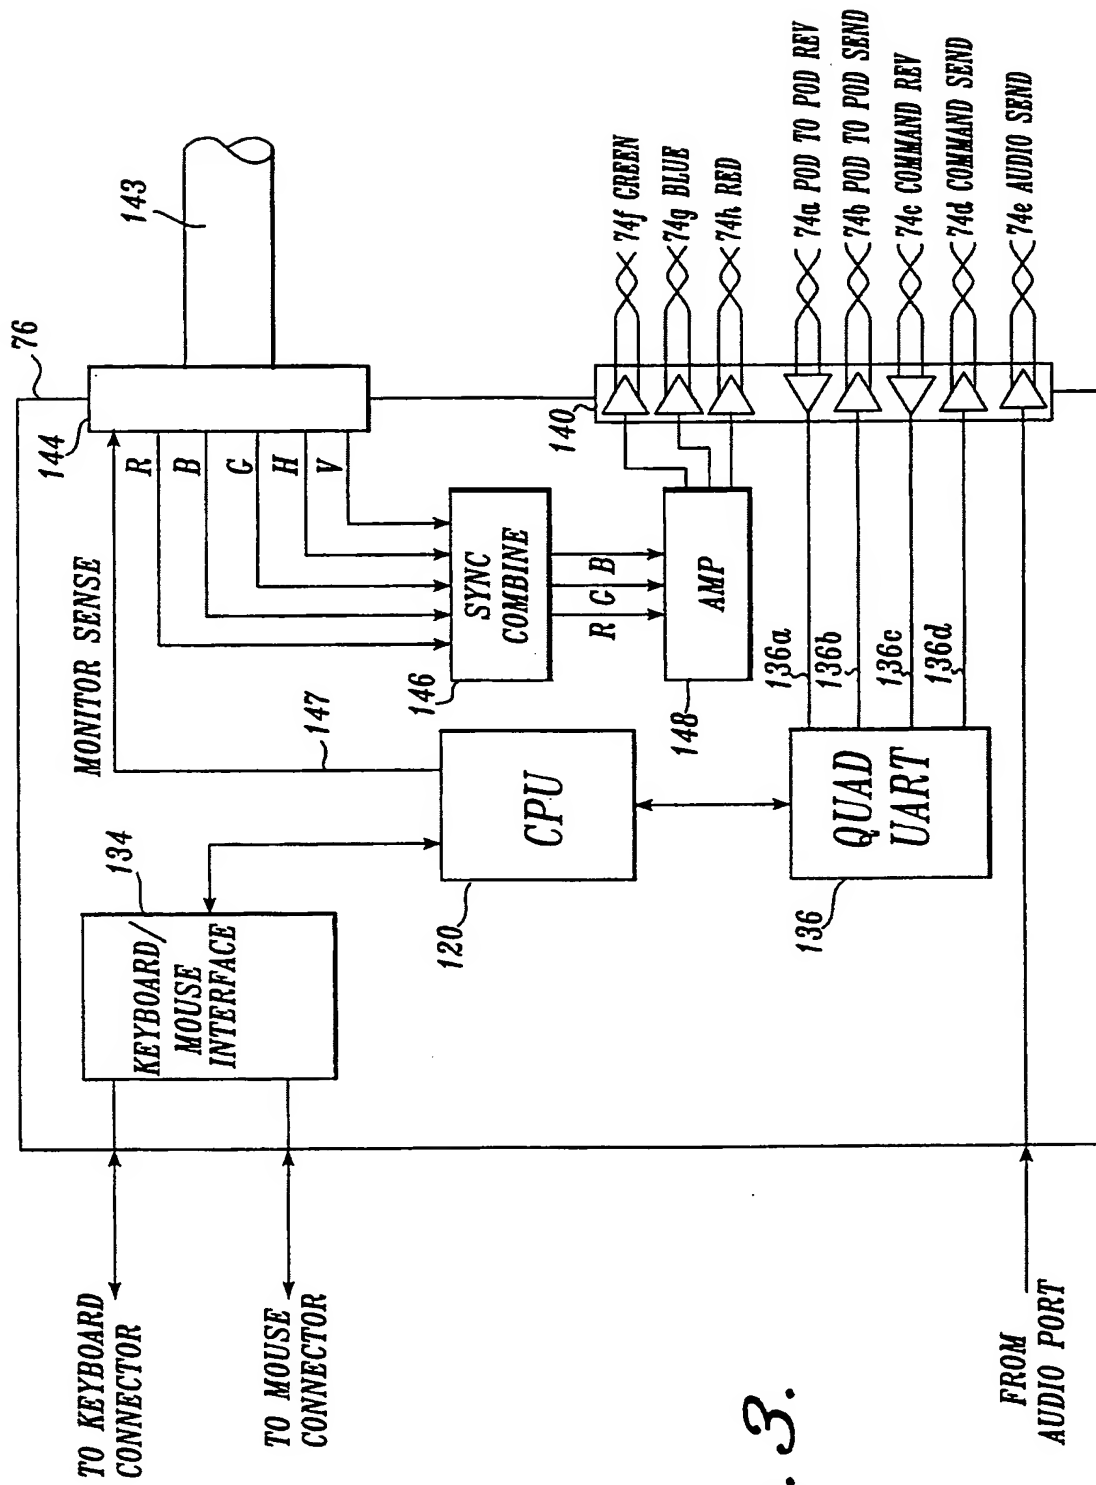 76
144
143
MONITOR SENSE
R
B
G
H
V
147
134
KEYBOARD/
MOUSE
INTERFACE
TO KEYBOARD
CONNECTOR
TO MOUSE
CONNECTOR
SYNC
COMBINE
146
R G B
AMP
148
CPU
120
QUAD
UART
136
136a
136b
136c
136d
140
74f GREEN
74g BLUE
74h RED
74a POD TO POD REV
74b POD TO POD SEND
74c COMMAND REV
74d COMMAND SEND
74e AUDIO SEND
FROM
AUDIO PORT
. 3.